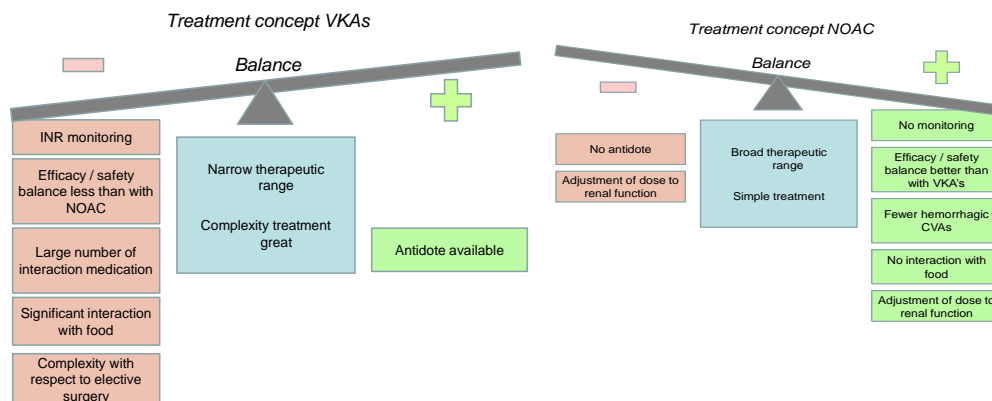 Treatment concept VKAs
Balance
INR monitoring
Efficacy / safety
balance less than with
NOAC
Large number of
interaction medication
Significant interaction
with food
Complexity with
respect to elective
surgery
Narrow therapeutic
range
Complexity treatment
great
Antidote available
Treatment concept NOAC
Balance
No antidote
Adjustment of dose to
renal function
Broad therapeutic
range
Simple treatment
No monitoring
Efficacy / safety
balance better than
with VKA's
Fewer hemorrhagic
CVAs
No interaction with
food
Adjustment of dose to
renal function